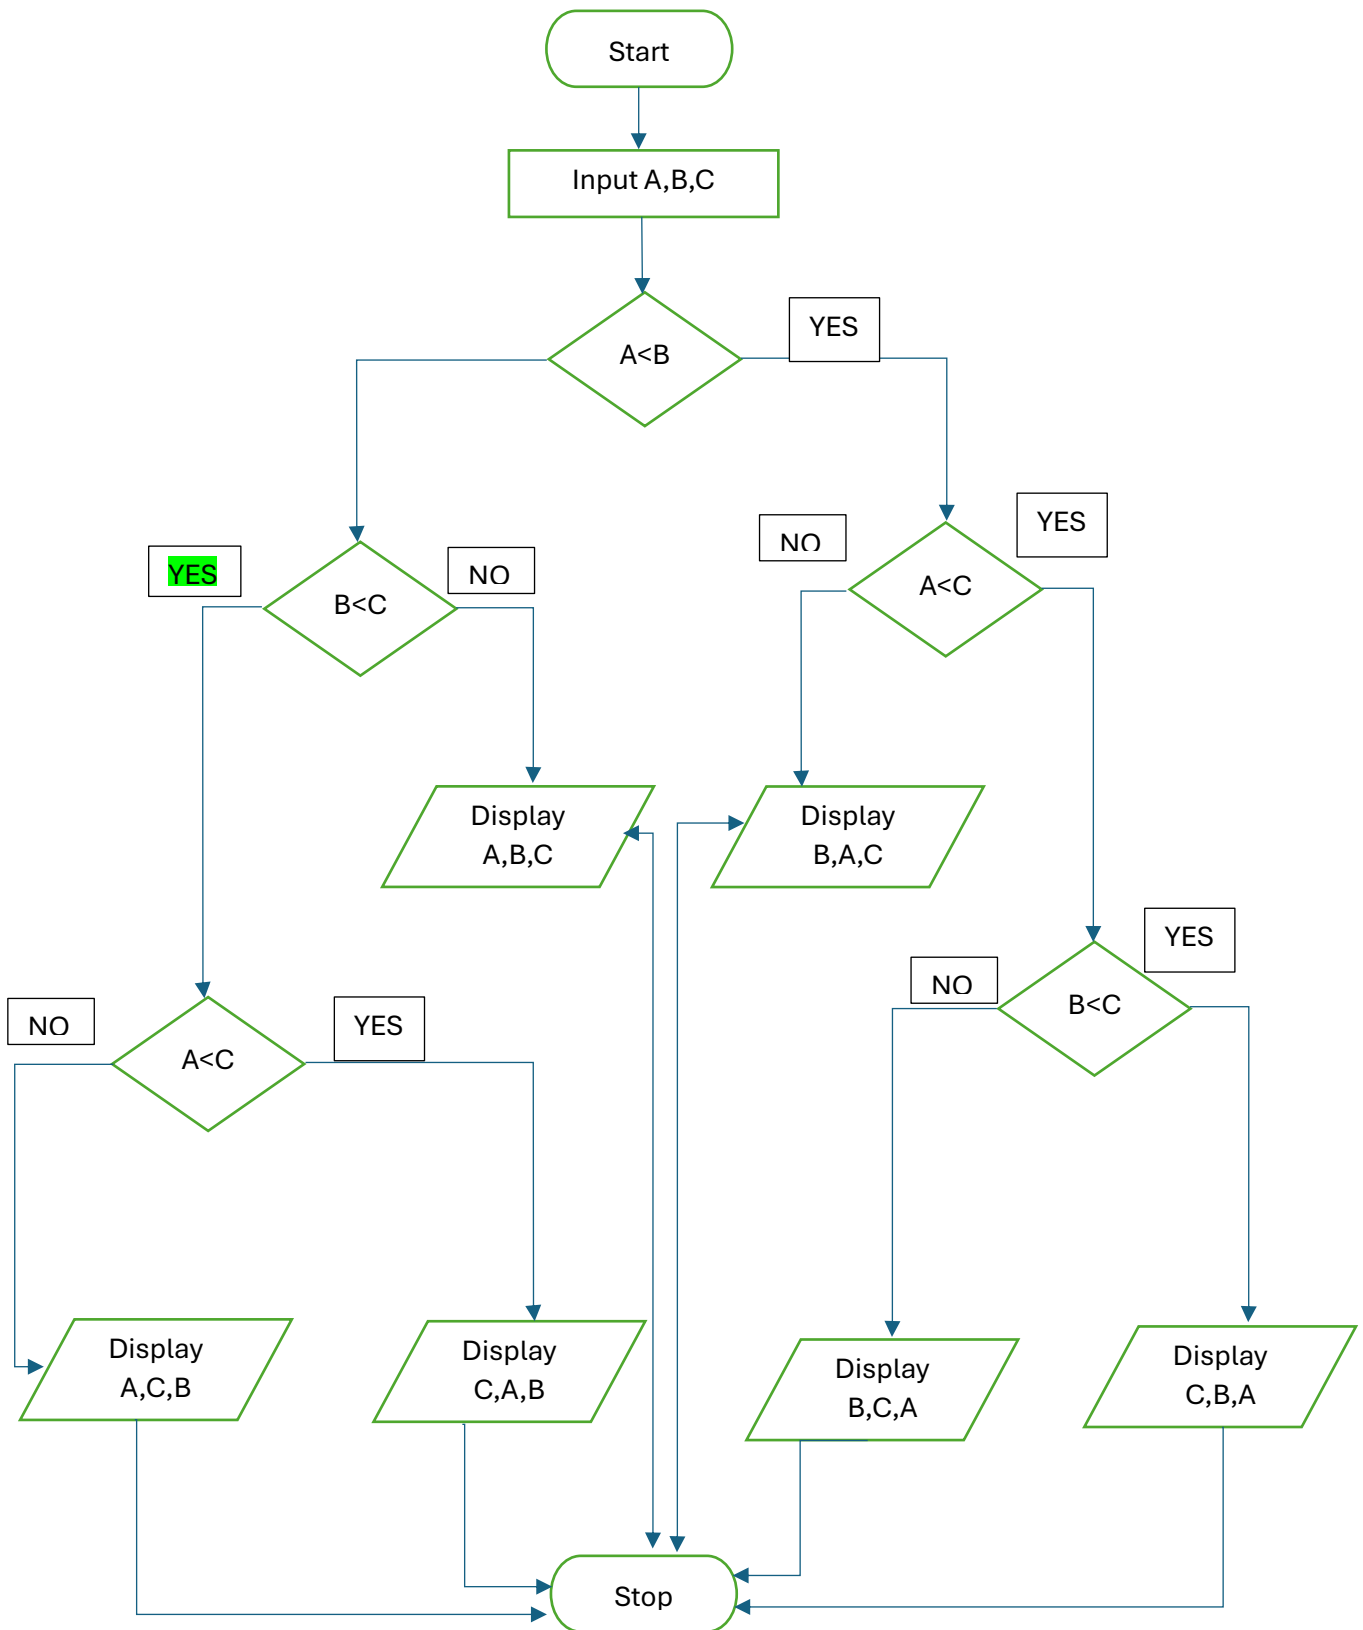 Start
Input A,B,C
YES
A<B
YES
NO
A<C
YES
NO
B<C
Display
A,B,C
Display
B,A,C
YES
NO
B<C
NO
YES
A<C
Display
A,C,B
Display
C,A,B
Display
B,C,A
Display
C,B,A
Stop